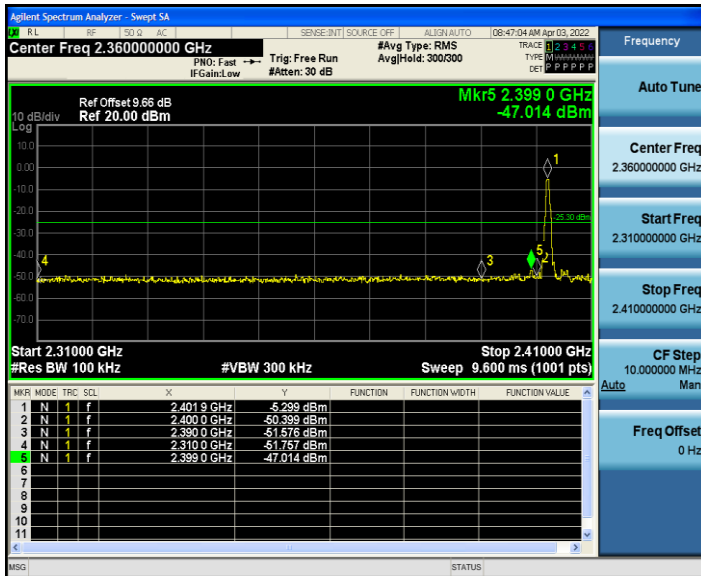 Agilent Spectrum Analyzer - Swept SA
RL RF 50 Ω AC SENSE:INT SOURCE OFF ALIGN AUTO 08:47:04 AM Apr 03, 2022
Center Freq 2.360000000 GHz
PNO: Fast
IFGain:Low
Trig: Free Run
#Atten: 30 dB
#Avg Type: RMS
Avg|Hold: 300/300
TRACE 1 2 3 4 5 6
TYPE M
DET P P P P P P
Ref Offset 9.66 dB
Ref 20.00 dBm
Mkr5 2.399 0 GHz
-47.014 dBm
10 dB/div
Log
10.0
0.00
-10.0
-20.0
-30.0
-40.0
-50.0
-60.0
-70.0
1
-25.30 dBm
4
3
5
2
Start 2.31000 GHz
Stop 2.41000 GHz
#Res BW 100 kHz
#VBW 300 kHz
Sweep 9.600 ms (1001 pts)
MKR MODE TRC SCL X Y FUNCTION FUNCTION WIDTH FUNCTION VALUE
1 N 1 f 2.401 9 GHz -5.299 dBm
2 N 1 f 2.400 0 GHz -50.399 dBm
3 N 1 f 2.390 0 GHz -51.576 dBm
4 N 1 f 2.310 0 GHz -51.757 dBm
5 N 1 f 2.399 0 GHz -47.014 dBm
6
7
8
9
10
11
MSG
STATUS
Frequency
Auto Tune
Center Freq
2.360000000 GHz
Start Freq
2.310000000 GHz
Stop Freq
2.410000000 GHz
CF Step
10.000000 MHz
Auto Man
Freq Offset
0 Hz